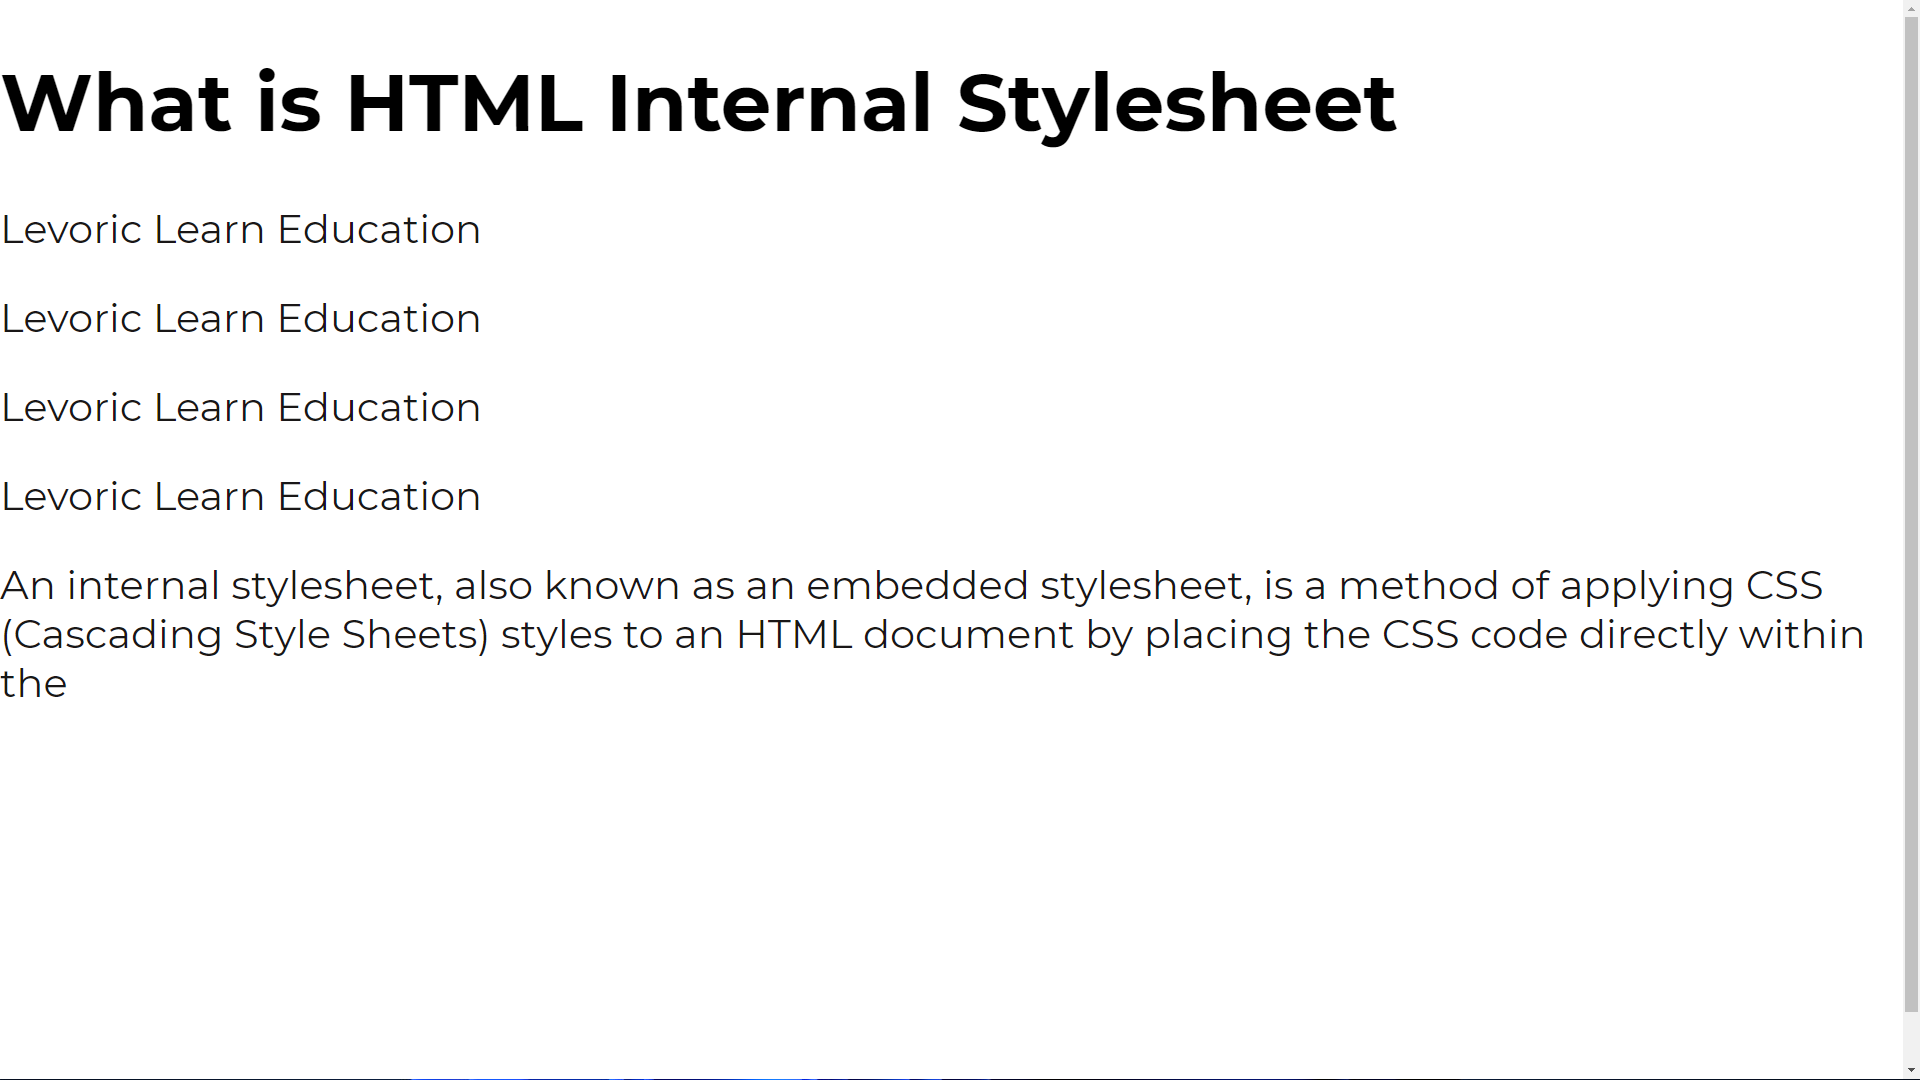 What is HTML Internal Stylesheet
Levoric Learn Education
Levoric Learn Education
Levoric Learn Education
Levoric Learn Education
An internal stylesheet, also known as an embedded stylesheet, is a method of applying CSS
(Cascading Style Sheets) styles to an HTML document by placing the CSS code directly within
the